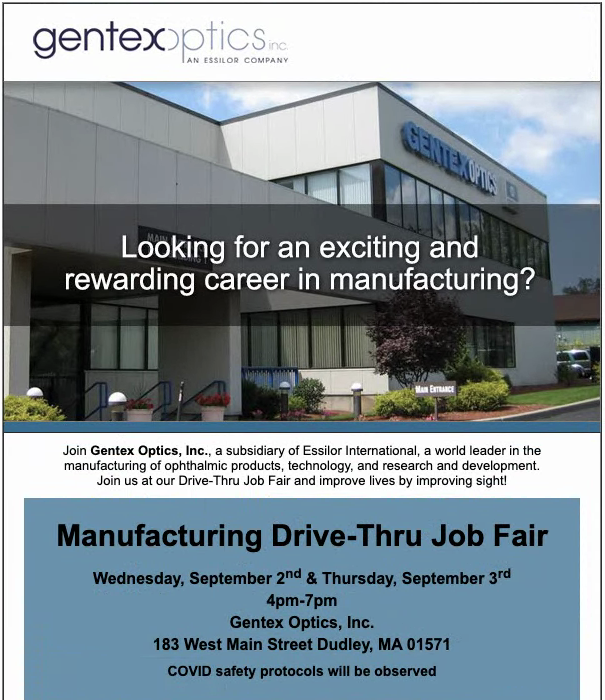 gentexoptics inc.
AN ESSILOR COMPANY
GENTEX OPTICS
Looking for an exciting and
rewarding career in manufacturing?
MAIN ENTRANCE
Join Gentex Optics, Inc., a subsidiary of Essilor International, a world leader in the
manufacturing of ophthalmic products, technology, and research and development.
Join us at our Drive-Thru Job Fair and improve lives by improving sight!
Manufacturing Drive-Thru Job Fair
Wednesday, September 2nd & Thursday, September 3rd
4pm-7pm
Gentex Optics, Inc.
183 West Main Street Dudley, MA 01571
COVID safety protocols will be observed